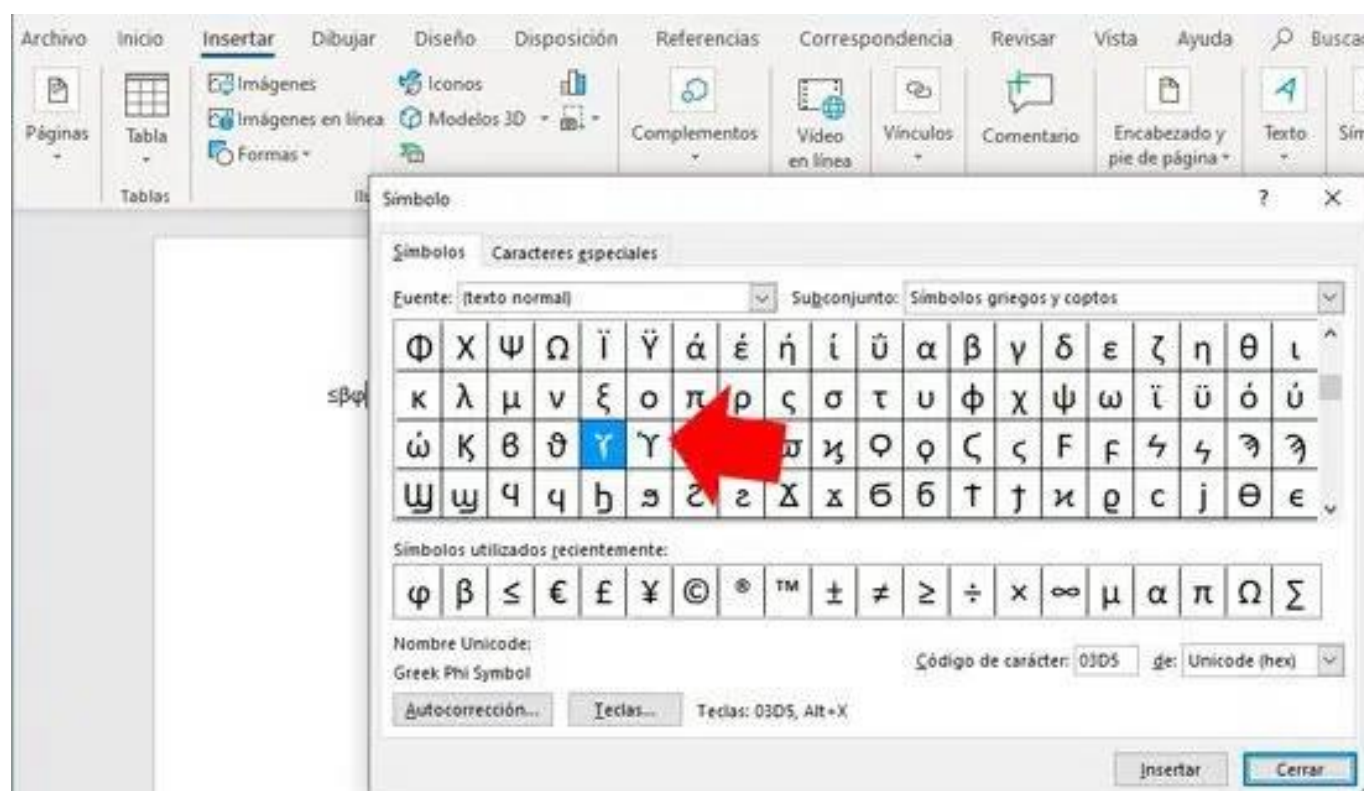 Archivo Inicio Insertar Dibujar Diseño Disposición Referencias Correspondencia Revisar Vista Ayuda
Páginas
Tabla
Tablas
Imágenes
Imágenes en línea
Formas
Iconos
Modelos 3D
Complementos
Vídeo
en línea
Vínculos
Comentario
Encabezado y
pie de página
Texto
Símbolo ? ×
Símbolos Caracteres especiales
Fuente: (texto normal) Subconjunto: Símbolos griegos y coptos
Φ Χ Ψ Ω Ϊ Ϋ ά έ ή ί ΰ α β γ δ ε ζ η θ ι
≤βφ
κ λ μ ν ξ ο π ρ ς σ τ υ φ χ ψ ω ϊ ϋ ό ύ
ώ Ϗ ϐ ϑ ϒ ϓ ϖ ϗ Ϙ ϙ Ϛ ϛ Ϝ ϝ Ϟ ϟ Ϡ ϡ
Ϣ ϣ Ϥ ϥ ϧ ϩ Ϩ ϩ Ϫ ϫ Ϭ ϭ Ϯ ϯ ϰ ϱ ϲ ϳ ϴ ϵ
Símbolos utilizados recientemente:
φ β ≤ € £ ¥ © ® ™ ± ≠ ≥ ÷ × ∞ µ α π Ω ∑
Nombre Unicode:
Greek Phi Symbol
Código de carácter: 03D5 de: Unicode (hex)
Autocorrección... Teclas... Teclas: 03D5, Alt+X
Insertar Cerrar